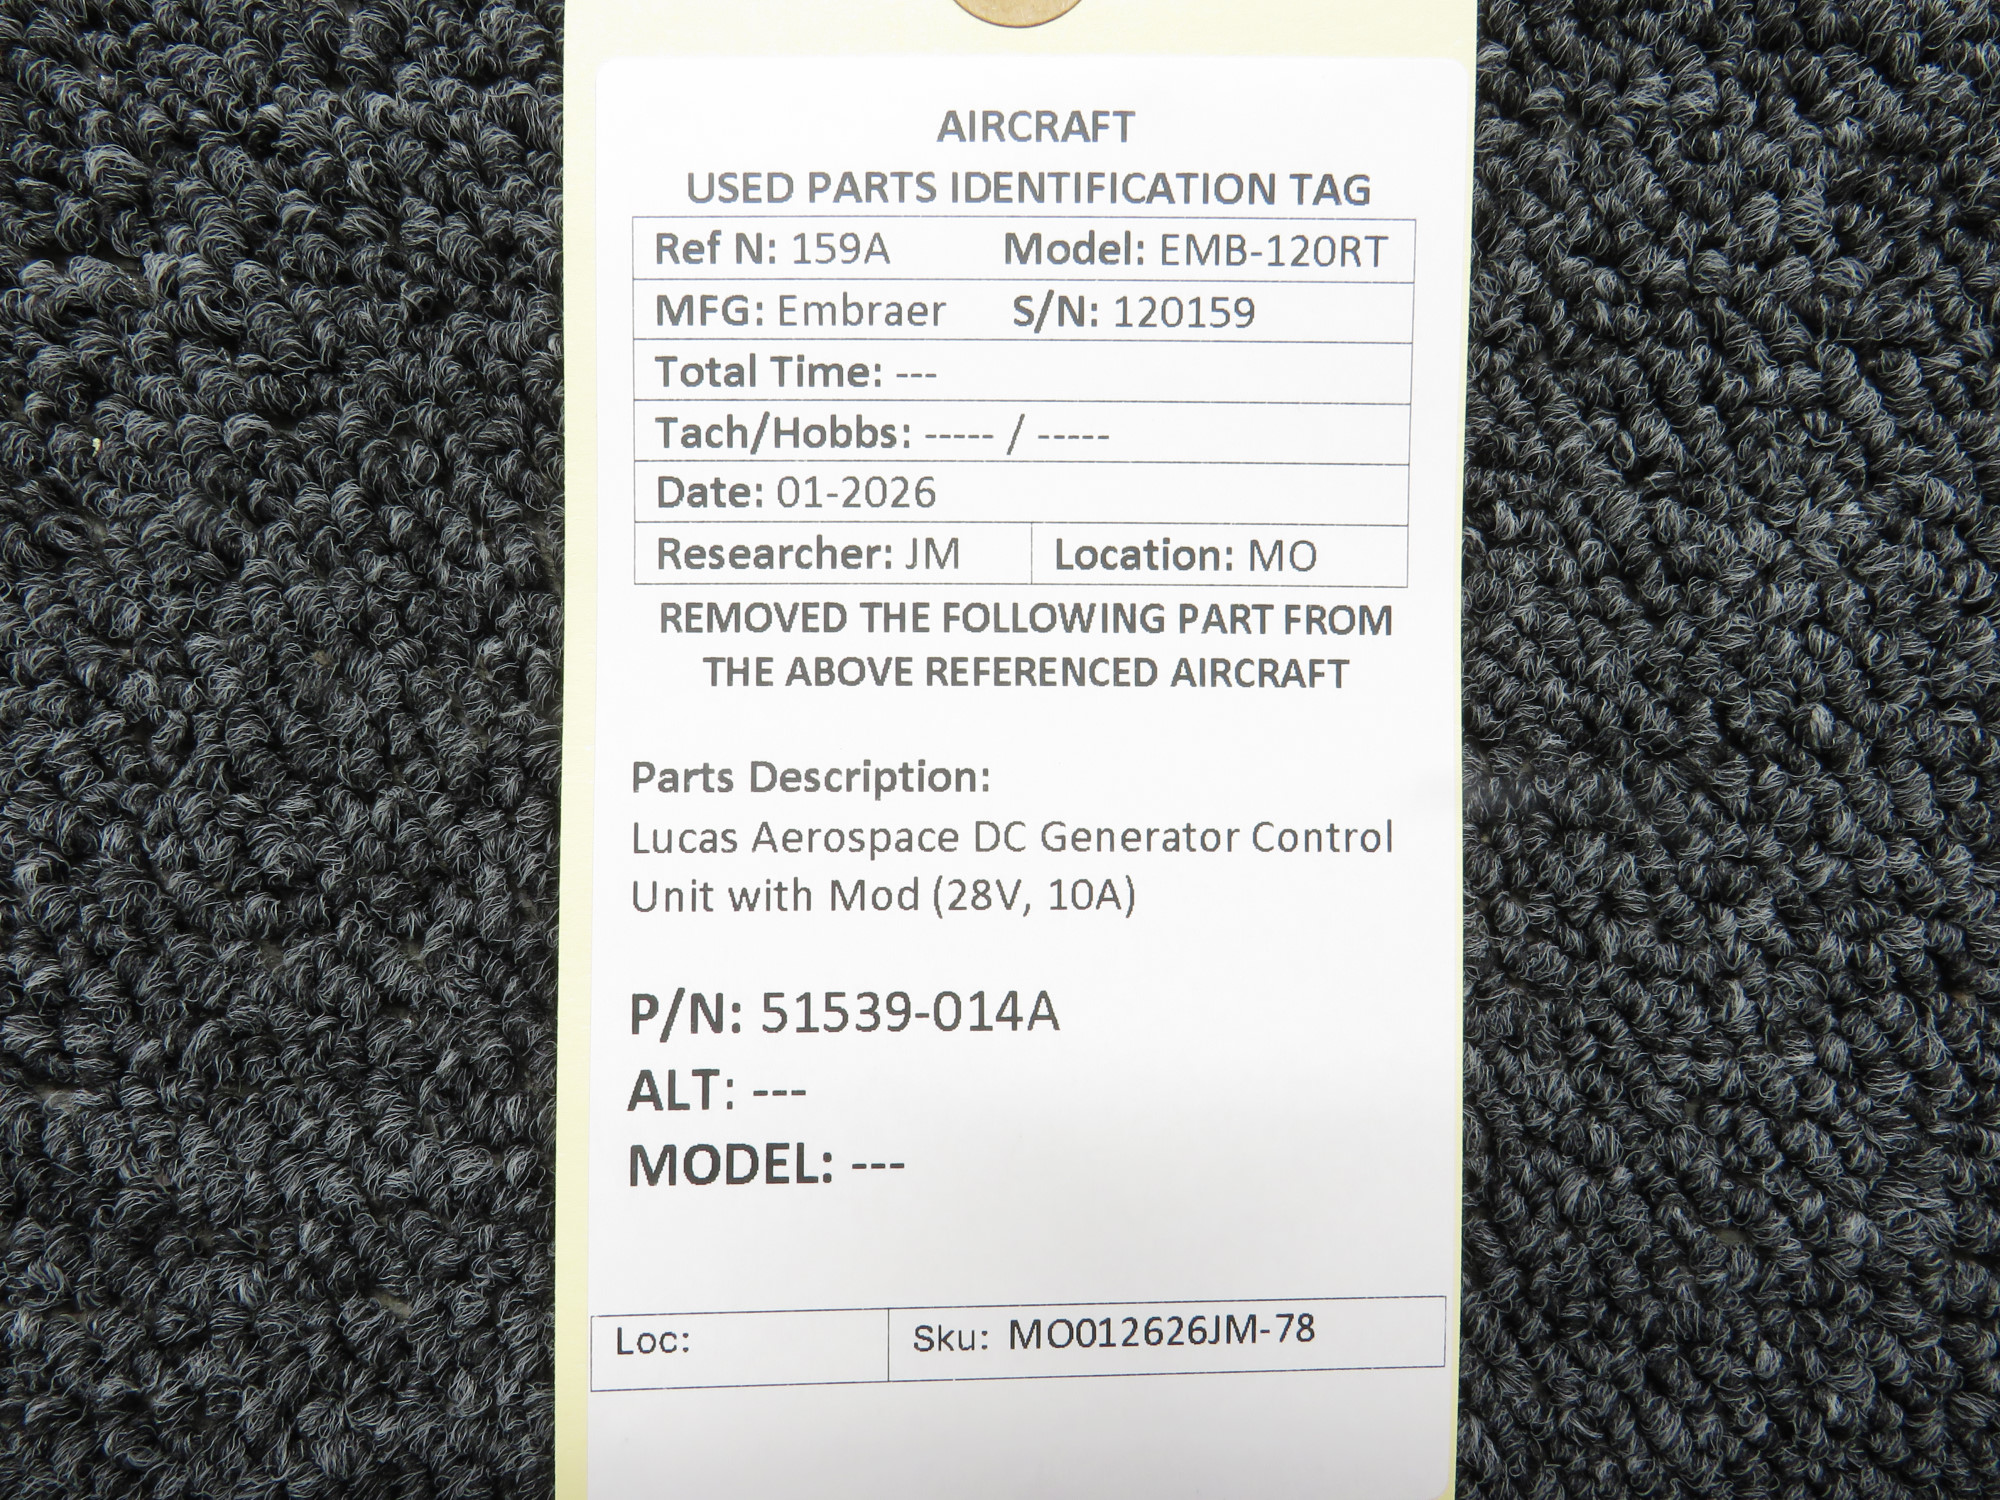 AIRCRAFT
USED PARTS IDENTIFICATION TAG
Ref N: 159A Model: EMB-120RT
MFG: Embraer S/N: 120159
Total Time: ---
Tach/Hobbs: ----- / -----
Date: 01-2026
Researcher: JM Location: MO
REMOVED THE FOLLOWING PART FROM
THE ABOVE REFERENCED AIRCRAFT
Parts Description:
Lucas Aerospace DC Generator Control
Unit with Mod (28V, 10A)
P/N: 51539-014A
ALT: ---
MODEL: ---
Loc: Sku: MO012626JM-78